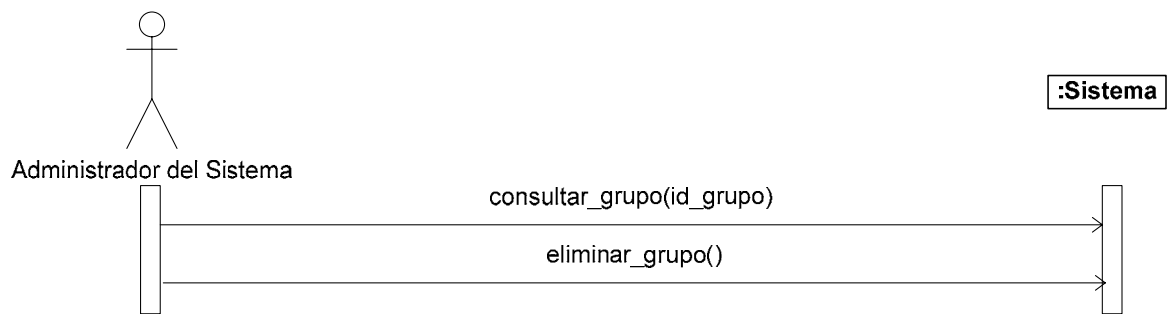 :Sistema
Administrador del Sistema
consultar_grupo(id_grupo)
eliminar_grupo()